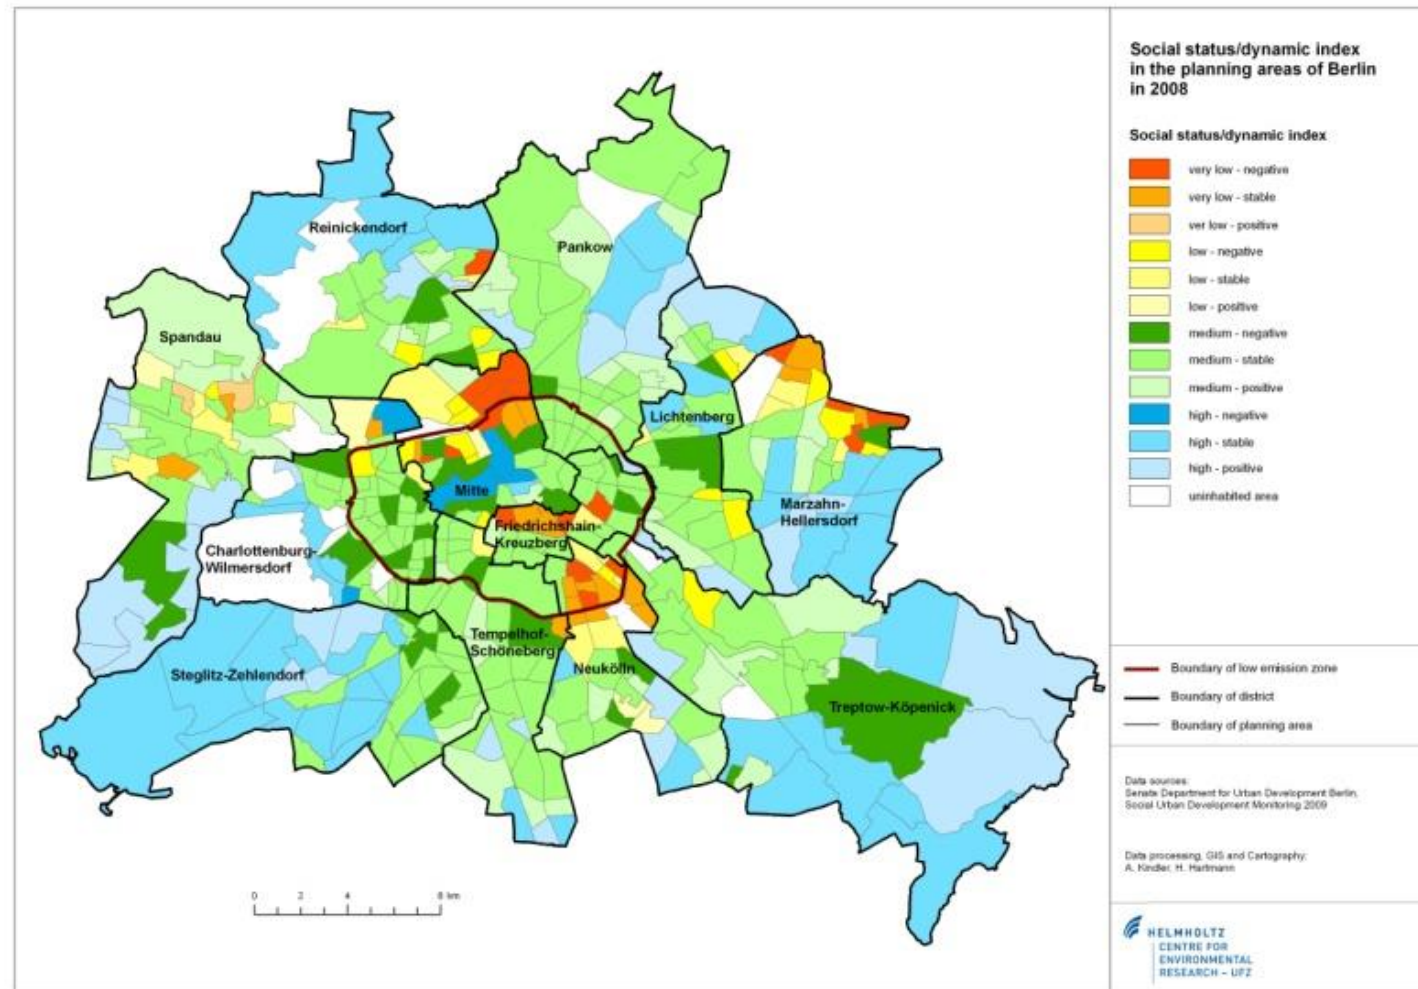 Social status/dynamic index
in the planning areas of Berlin
in 2008
Social status/dynamic index
very low - negative
very low - stable
ver low - positive
low - negative
low - stable
low - positive
medium - negative
medium - stable
medium - positive
high - negative
high - stable
high - positive
uninhabited area
Reinickendorf
Pankow
Spandau
Lichtenberg
Mitte
Marzahn-
Hellersdorf
Friedrichshain-
Kreuzberg
Charlottenburg-
Wilmersdorf
Tempelhof-
Schöneberg
Neukölln
Steglitz-Zehlendorf
Treptow-Köpenick
Boundary of low emission zone
Boundary of district
Boundary of planning area
Data sources:
Senate Department for Urban Development Berlin,
Social Urban Development Monitoring 2009
Data processing, GIS and Cartography:
A. Kindler, H. Hartmann
0 2 4 8 km
HELMHOLTZ
CENTRE FOR
ENVIRONMENTAL
RESEARCH – UFZ